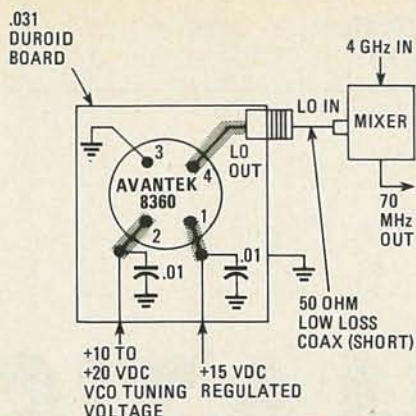 .031
DUROID
BOARD
4 GHz IN
LO IN
MIXER
3
4
LO
OUT
AVANTEK
8360
2
1
.01
.01
70
MHz
OUT
50 OHM
LOW LOSS
COAX (SHORT)
+10 TO
+20 VDC
VCO TUNING
VOLTAGE
+15 VDC
REGULATED